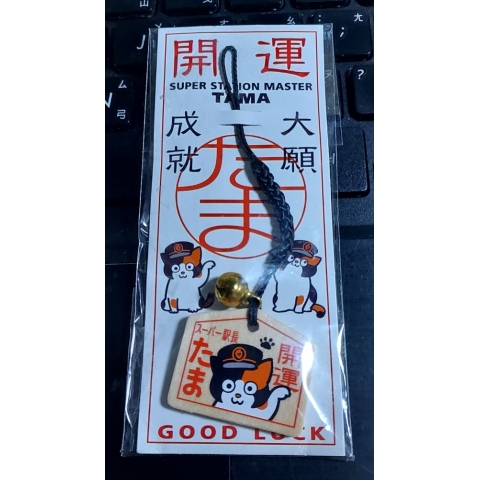 開運
SUPER STATION MASTER
TAMA
大願
成就
たま
スーパー駅長
たま
開運
GOOD LUCK
ㄙ
ㄩ
ㄋ